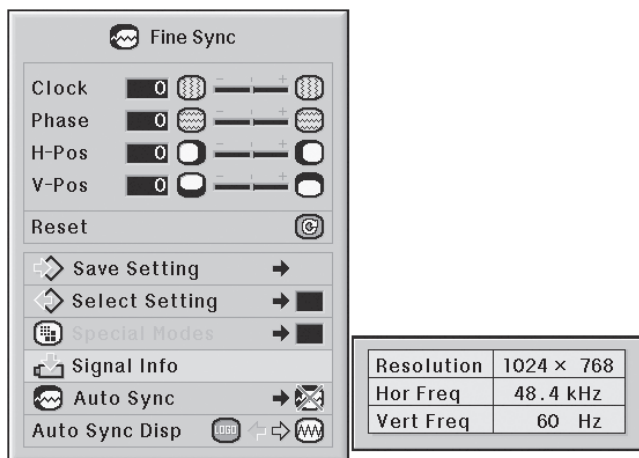 Fine Sync
Clock 0 − +
Phase 0 − +
H-Pos 0 − +
V-Pos 0 − +
Reset
Save Setting
Select Setting
Special Modes
Signal Info
Auto Sync
Auto Sync Disp LOGO
Resolution 1024 × 768
Hor Freq 48.4 kHz
Vert Freq 60 Hz